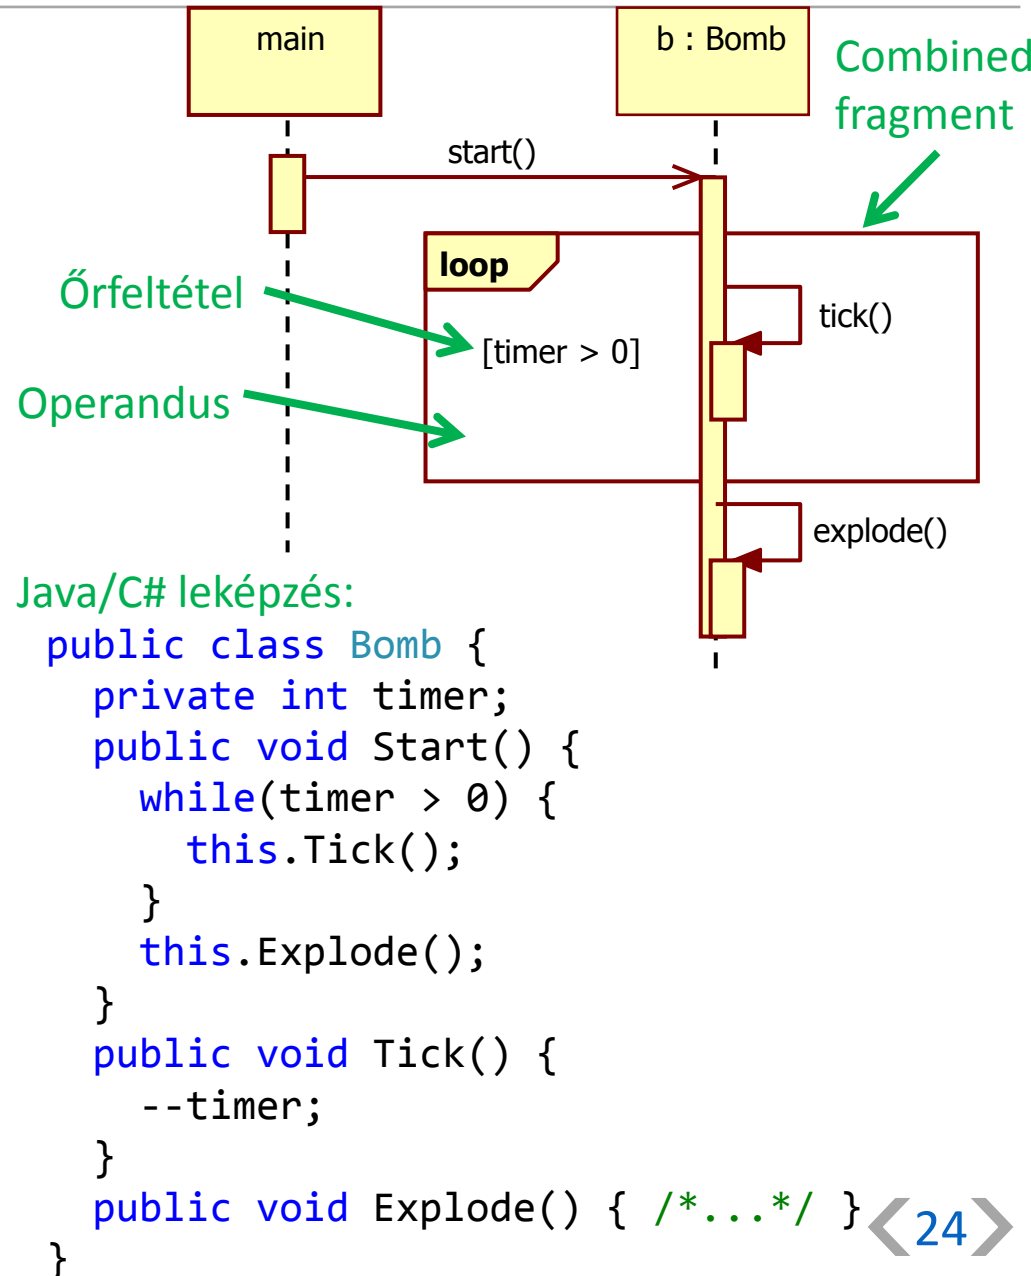 main
b : Bomb
Combined
fragment
start()
loop
Őrfeltétel
tick()
[timer > 0]
Operandus
explode()
Java/C# leképzés:
public class Bomb {
private int timer;
public void Start() {
while(timer > 0) {
this.Tick();
}
this.Explode();
}
public void Tick() {
--timer;
}
public void Explode() { /*...*/ }
24
}